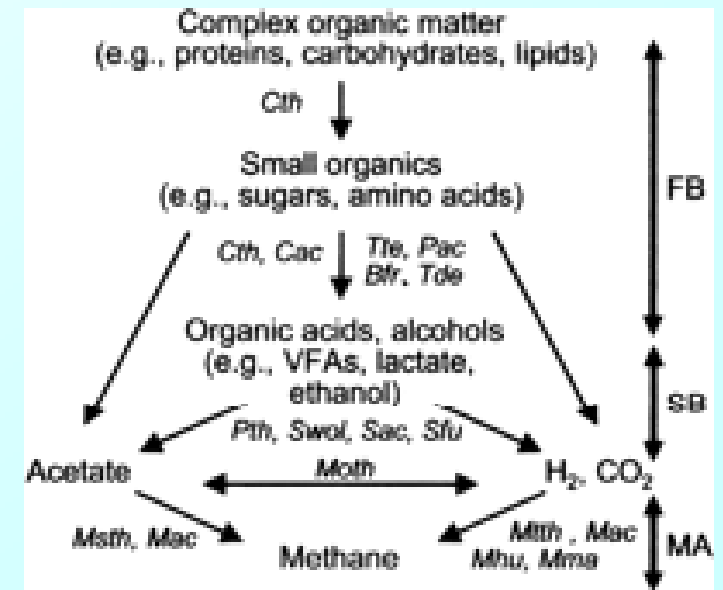 Complex organic matter
(e.g., proteins, carbohydrates, lipids)
Cth
Small organics
(e.g., sugars, amino acids)
FB
Cth, Cac
Tte, Pac
Bfr, Tde
Organic acids, alcohols
(e.g., VFAs, lactate,
ethanol)
SB
Pth, Swol, Sac, Sfu
Acetate
Moth
H₂, CO₂
Msth, Mac
Methane
Mtth , Mac
Mhu, Mma
MA